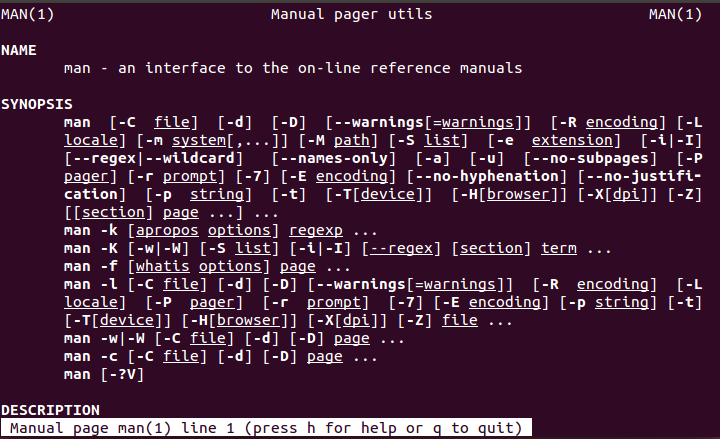 MAN(1) Manual pager utils MAN(1)
NAME
man - an interface to the on-line reference manuals
SYNOPSIS
man [-C file] [-d] [-D] [--warnings[=warnings]] [-R encoding] [-L
locale] [-m system[,...]] [-M path] [-S list] [-e extension] [-i|-I]
[--regex|--wildcard] [--names-only] [-a] [-u] [--no-subpages] [-P
pager] [-r prompt] [-7] [-E encoding] [--no-hyphenation] [--no-justifi-
cation] [-p string] [-t] [-T[device]] [-H[browser]] [-X[dpi]] [-Z]
[[section] page ...] ...
man -k [apropos options] regexp ...
man -K [-w|-W] [-S list] [-i|-I] [--regex] [section] term ...
man -f [whatis options] page ...
man -l [-C file] [-d] [-D] [--warnings[=warnings]] [-R encoding] [-L
locale] [-P pager] [-r prompt] [-7] [-E encoding] [-p string] [-t]
[-T[device]] [-H[browser]] [-X[dpi]] [-Z] file ...
man -w|-W [-C file] [-d] [-D] page ...
man -c [-C file] [-d] [-D] page ...
man [-?V]
DESCRIPTION
Manual page man(1) line 1 (press h for help or q to quit)